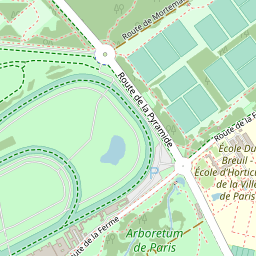 Route de Mortemart
Route de la Pyramide
Route de la
École Du
Breuil -
École d'Horticu
de la Ville
de Paris
Route de la Ferme
Arboretum
de Paris